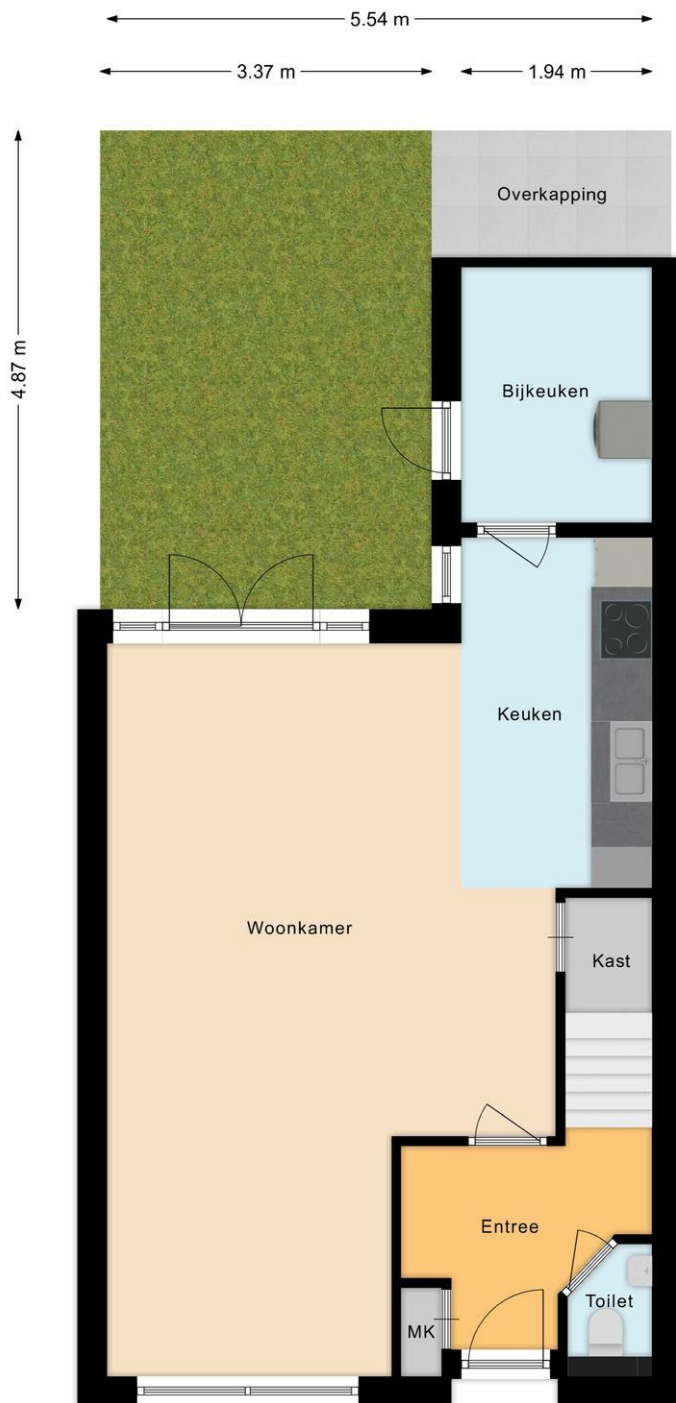 5.54 m
3.37 m
1.94 m
4.87 m
Overkapping
Bijkeuken
Keuken
Woonkamer
Kast
Entree
Toilet
MK